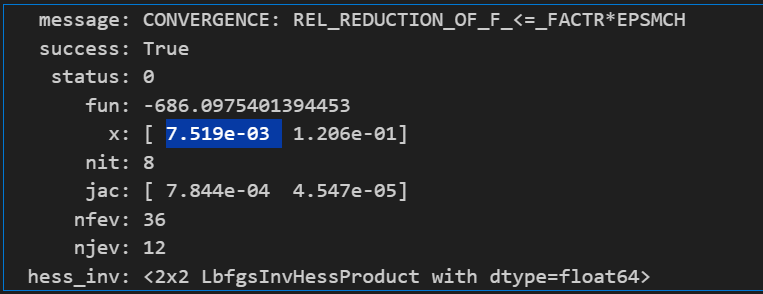 message: CONVERGENCE: REL_REDUCTION_OF_F_<=_FACTR*EPSMCH
success: True
status: 0
fun: -686.0975401394453
x: [ 7.519e-03  1.206e-01]
nit: 8
jac: [ 7.844e-04  4.547e-05]
nfev: 36
njev: 12
hess_inv: <2x2 LbfgsInvHessProduct with dtype=float64>